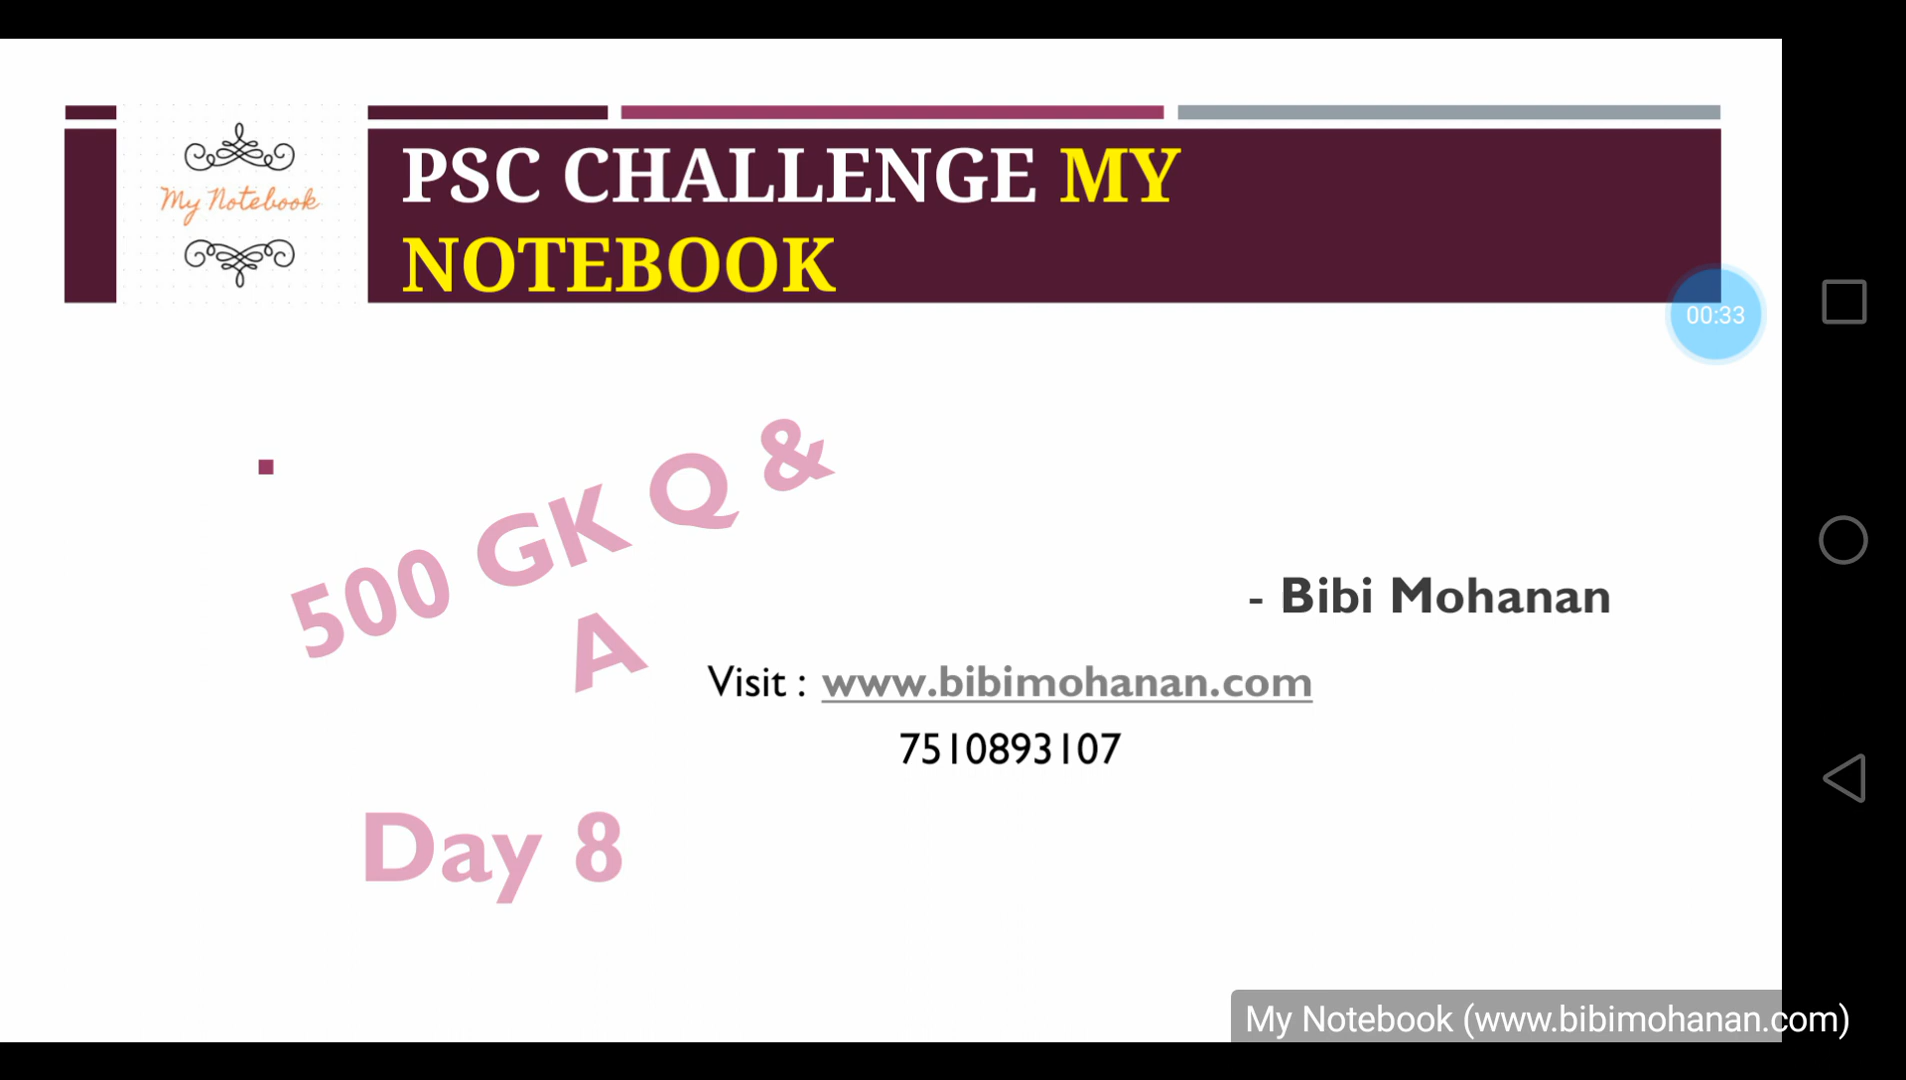 My Notebook
PSC CHALLENGE MY
NOTEBOOK
00:33
500 GK Q &
A
- Bibi Mohanan
Visit : www.bibimohanan.com
7510893107
Day 8
My Notebook (www.bibimohanan.com)